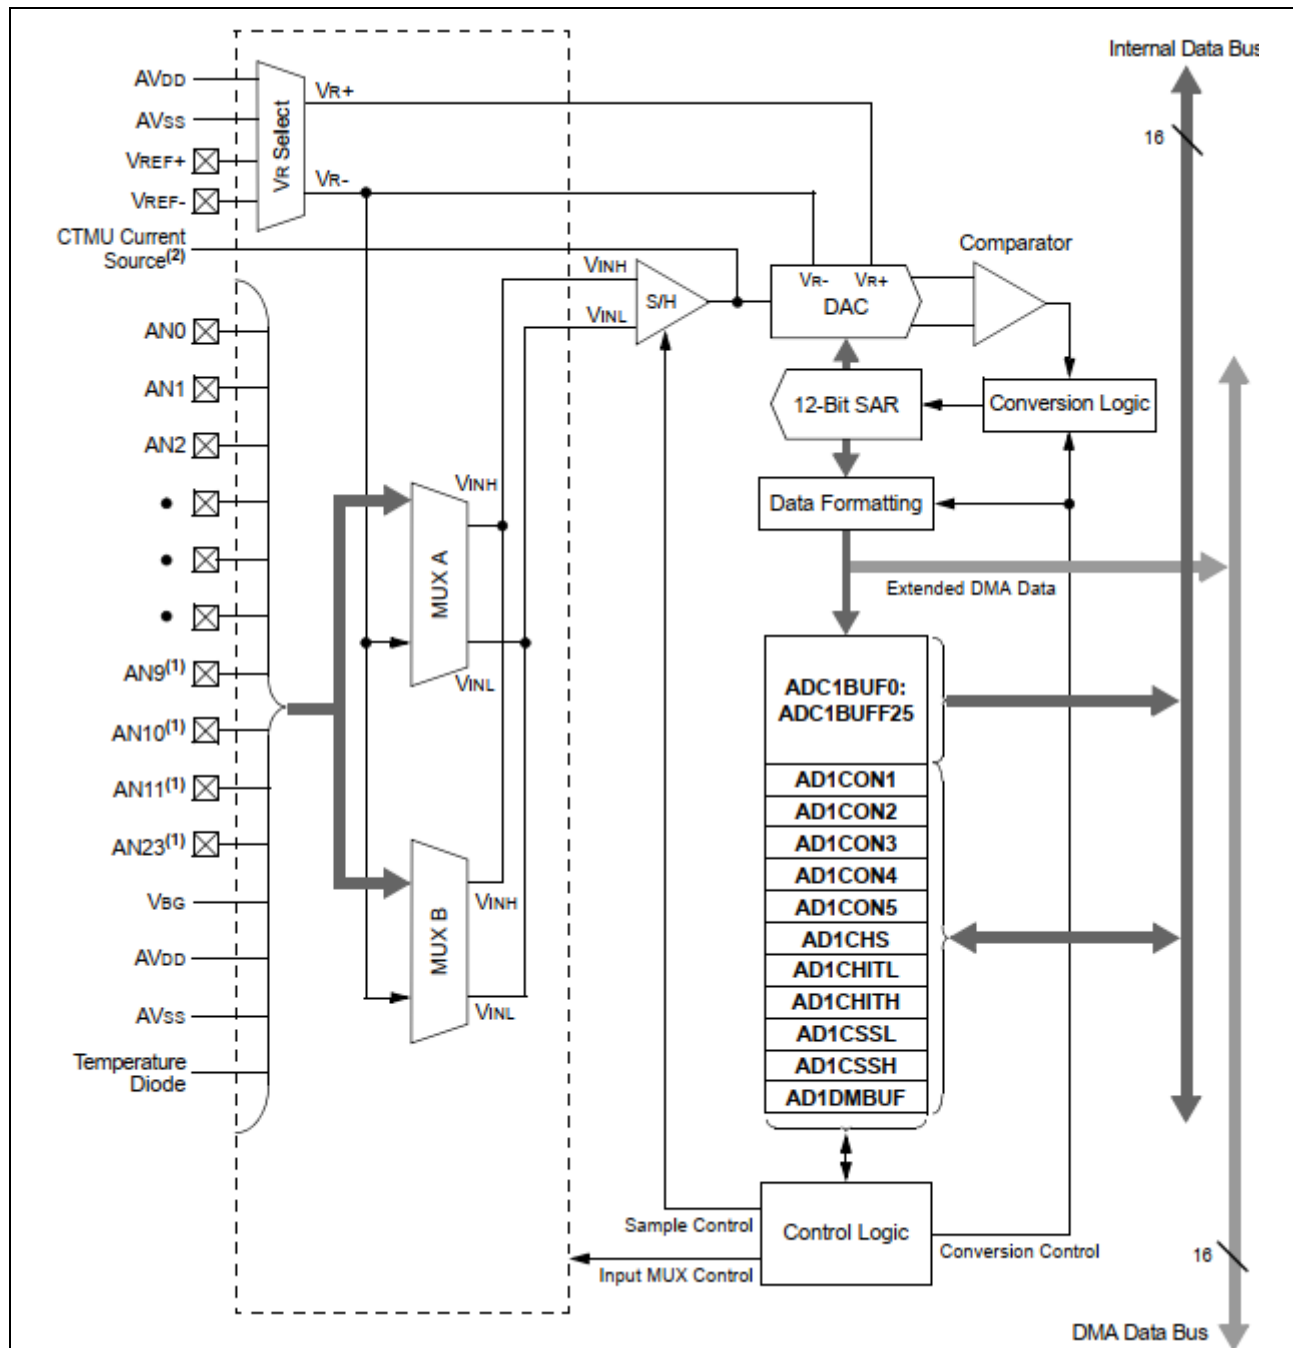 Internal Data Bus
16
AVDD
AVSS
VREF+
VREF-
VR Select
VR+
VR-
CTMU Current
Source(2)
AN0
AN1
AN2
•
•
•
AN9(1)
AN10(1)
AN11(1)
AN23(1)
VBG
AVDD
AVSS
Temperature
Diode
VINH
MUX A
VINL
VINH
MUX B
VINL
VINH
VINL
S/H
VR- VR+
DAC
Comparator
12-Bit SAR
Conversion Logic
Data Formatting
Extended DMA Data
ADC1BUF0:
ADC1BUFF25
AD1CON1
AD1CON2
AD1CON3
AD1CON4
AD1CON5
AD1CHS
AD1CHITL
AD1CHITH
AD1CSSL
AD1CSSH
AD1DMBUF
Sample Control
Control Logic
Conversion Control
Input MUX Control
16
DMA Data Bus